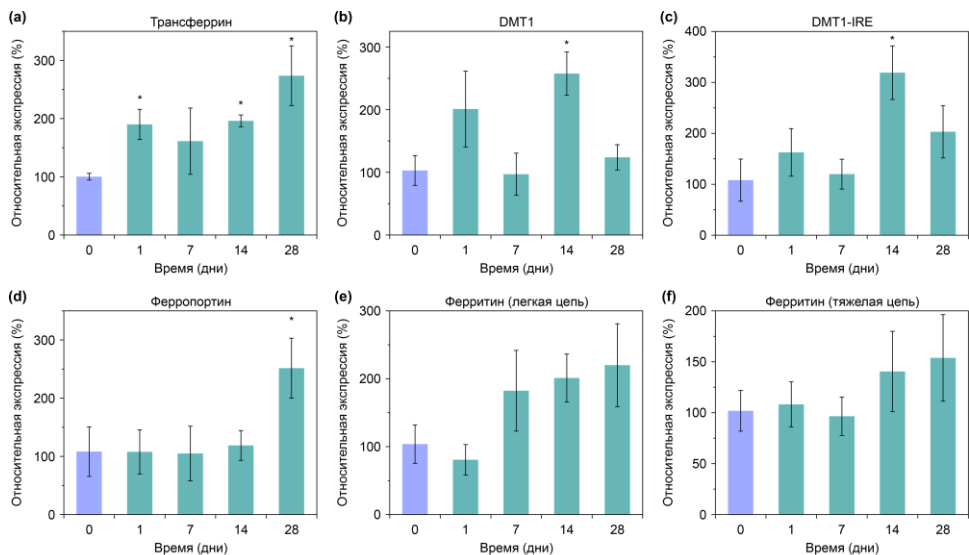 (a)
Трансферрин
Относительная экспрессия (%)
300
200
100
0
*
*
*
0 1 7 14 28
Время (дни)
(b)
DMT1
Относительная экспрессия (%)
300
200
100
0
*
0 1 7 14 28
Время (дни)
(c)
DMT1-IRE
Относительная экспрессия (%)
400
300
200
100
0
*
0 1 7 14 28
Время (дни)
(d)
Ферропортин
Относительная экспрессия (%)
300
200
100
0
*
0 1 7 14 28
Время (дни)
(e)
Ферритин (легкая цепь)
Относительная экспрессия (%)
300
200
100
0
0 1 7 14 28
Время (дни)
(f)
Ферритин (тяжелая цепь)
Относительная экспрессия (%)
200
150
100
50
0
0 1 7 14 28
Время (дни)